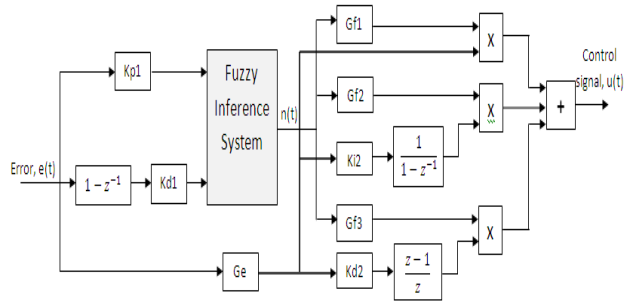 Gf1
X
Control
signal, u(t)
Kp1
Fuzzy
Inference
System
Gf2
X
+
n(t)
Error, e(t)
1 − z⁻¹
Kd1
Ki2
1
1 − z⁻¹
Gf3
X
Ge
Kd2
z − 1
z